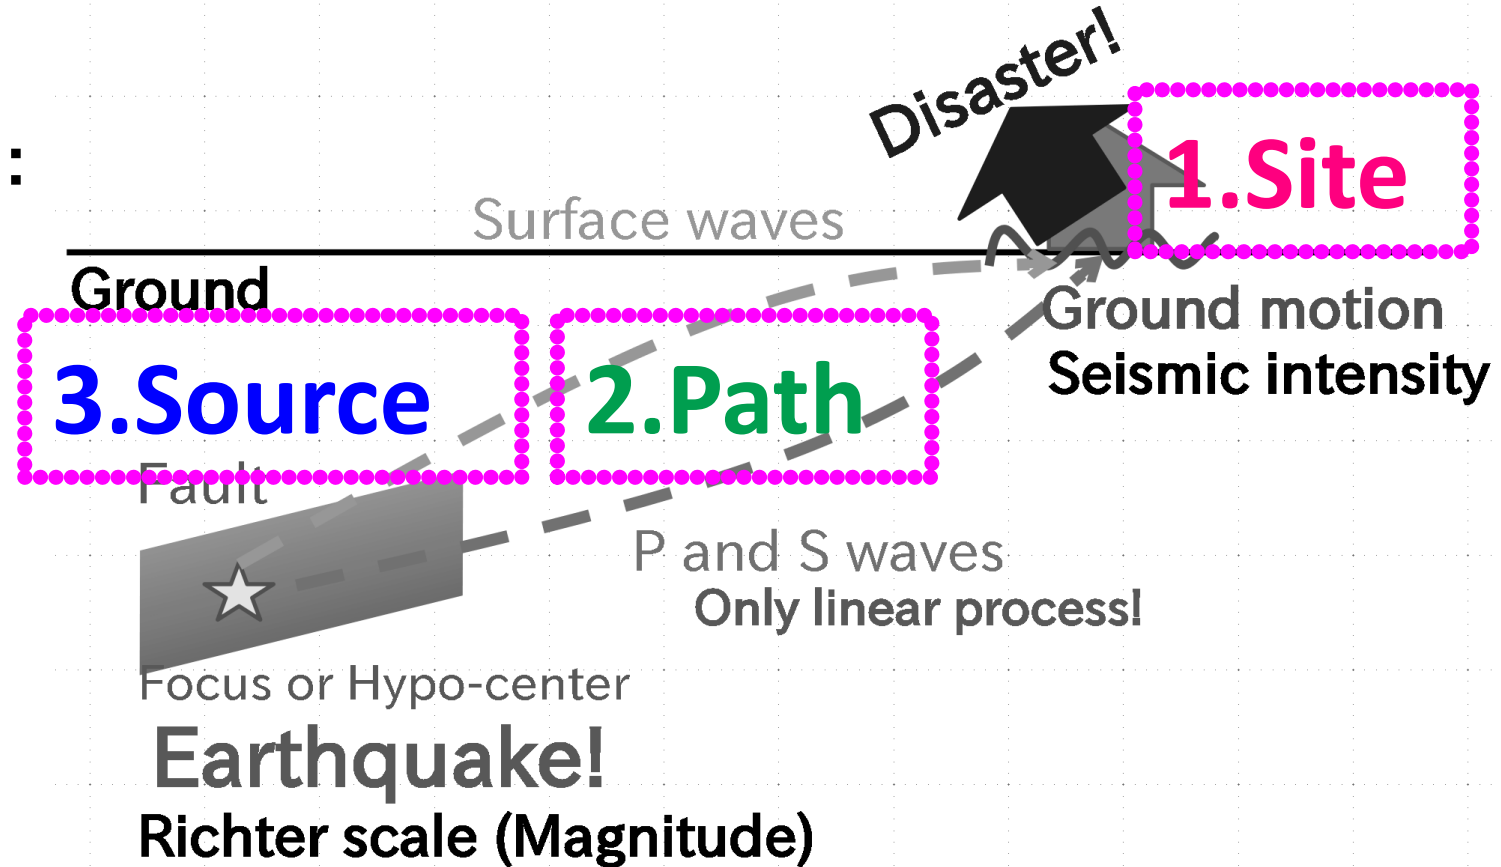 Disaster!
:
1.Site
Surface waves
Ground
Ground motion
Seismic intensity
3.Source
2.Path
Fault
P and S waves
Only linear process!
Focus or Hypo-center
Earthquake!
Richter scale (Magnitude)